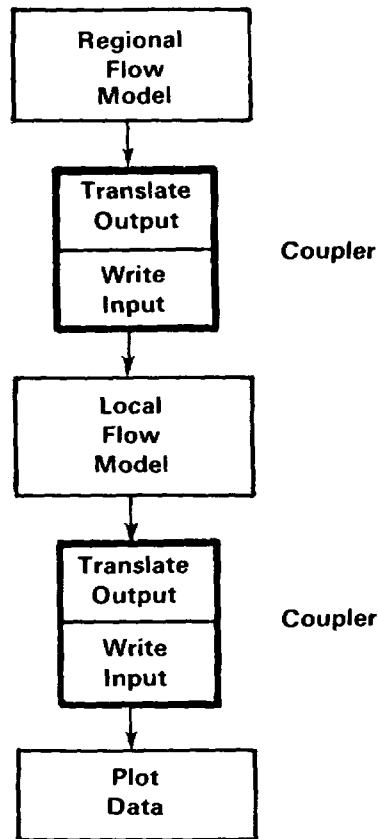 Regional
Flow
Model
Translate
Output
Coupler
Write
Input
Local
Flow
Model
Translate
Output
Coupler
Write
Input
Plot
Data